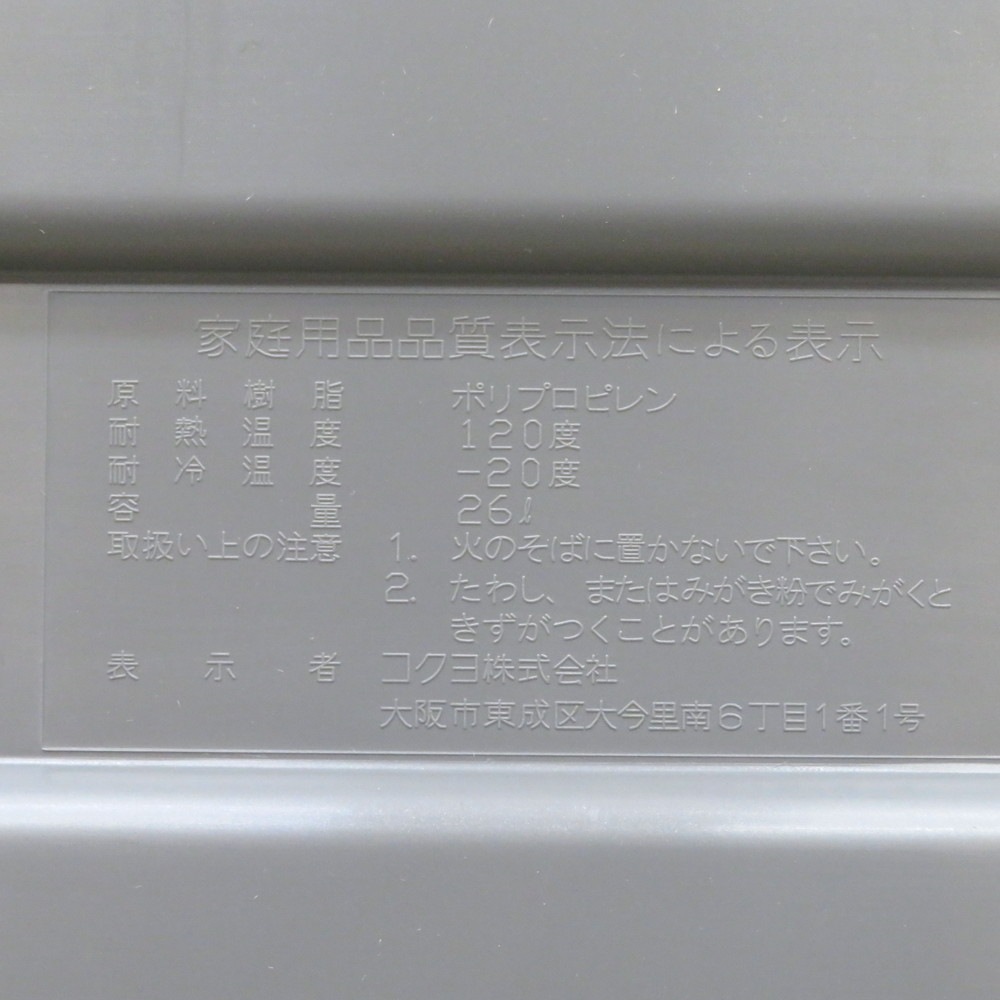 家庭用品品質表示法による表示
原料樹脂 ポリプロピレン
耐熱温度 120度
耐冷温度 -20度
容量 26ℓ
取扱い上の注意 1. 火のそばに置かないで下さい。
2. たわし、またはみがき粉でみがくと
きずがつくことがあります。
表示者 コクヨ株式会社
大阪市東成区大今里南6丁目1番1号